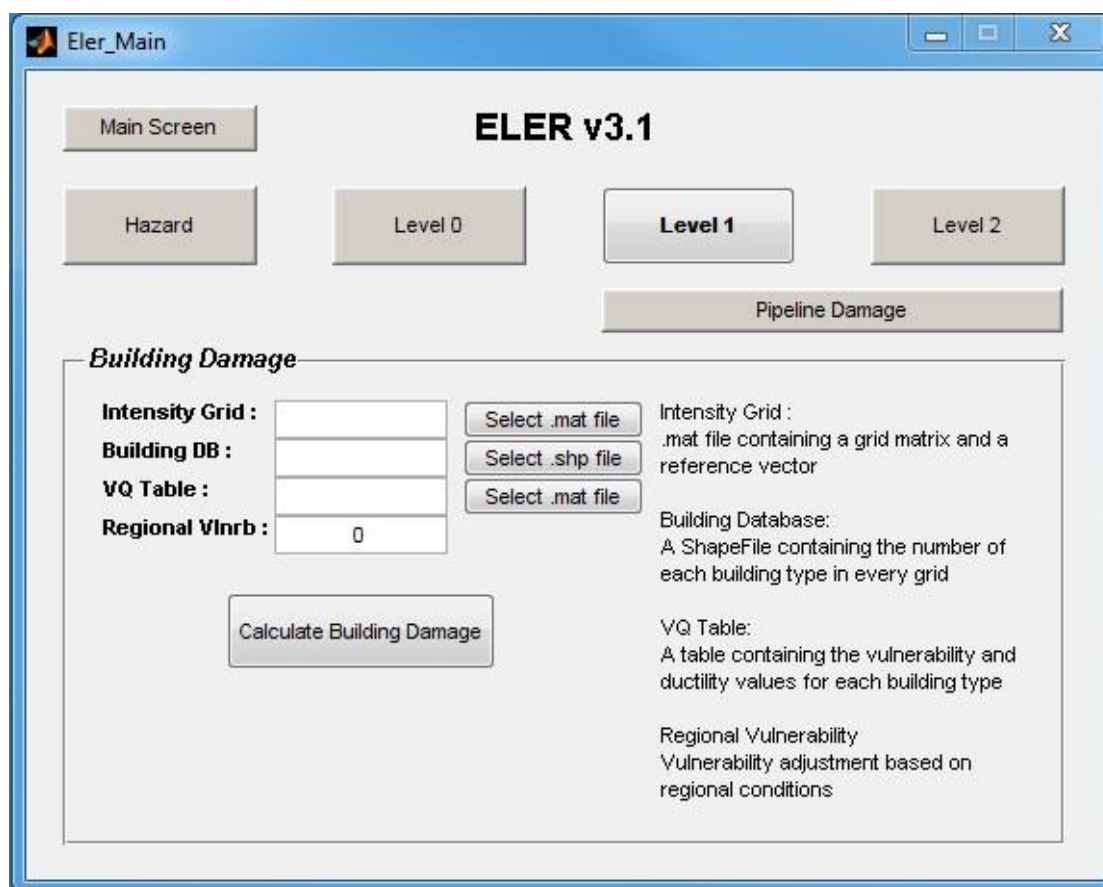 Eler_Main
Main Screen
ELER v3.1
Hazard
Level 0
Level 1
Level 2
Pipeline Damage
Building Damage
Intensity Grid :
Select .mat file
Building DB :
Select .shp file
VQ Table :
Select .mat file
Regional Vlnrb :
0
Calculate Building Damage
Intensity Grid :
.mat file containing a grid matrix and a
reference vector
Building Database:
A ShapeFile containing the number of
each building type in every grid
VQ Table:
A table containing the vulnerability and
ductility values for each building type
Regional Vulnerability
Vulnerability adjustment based on
regional conditions